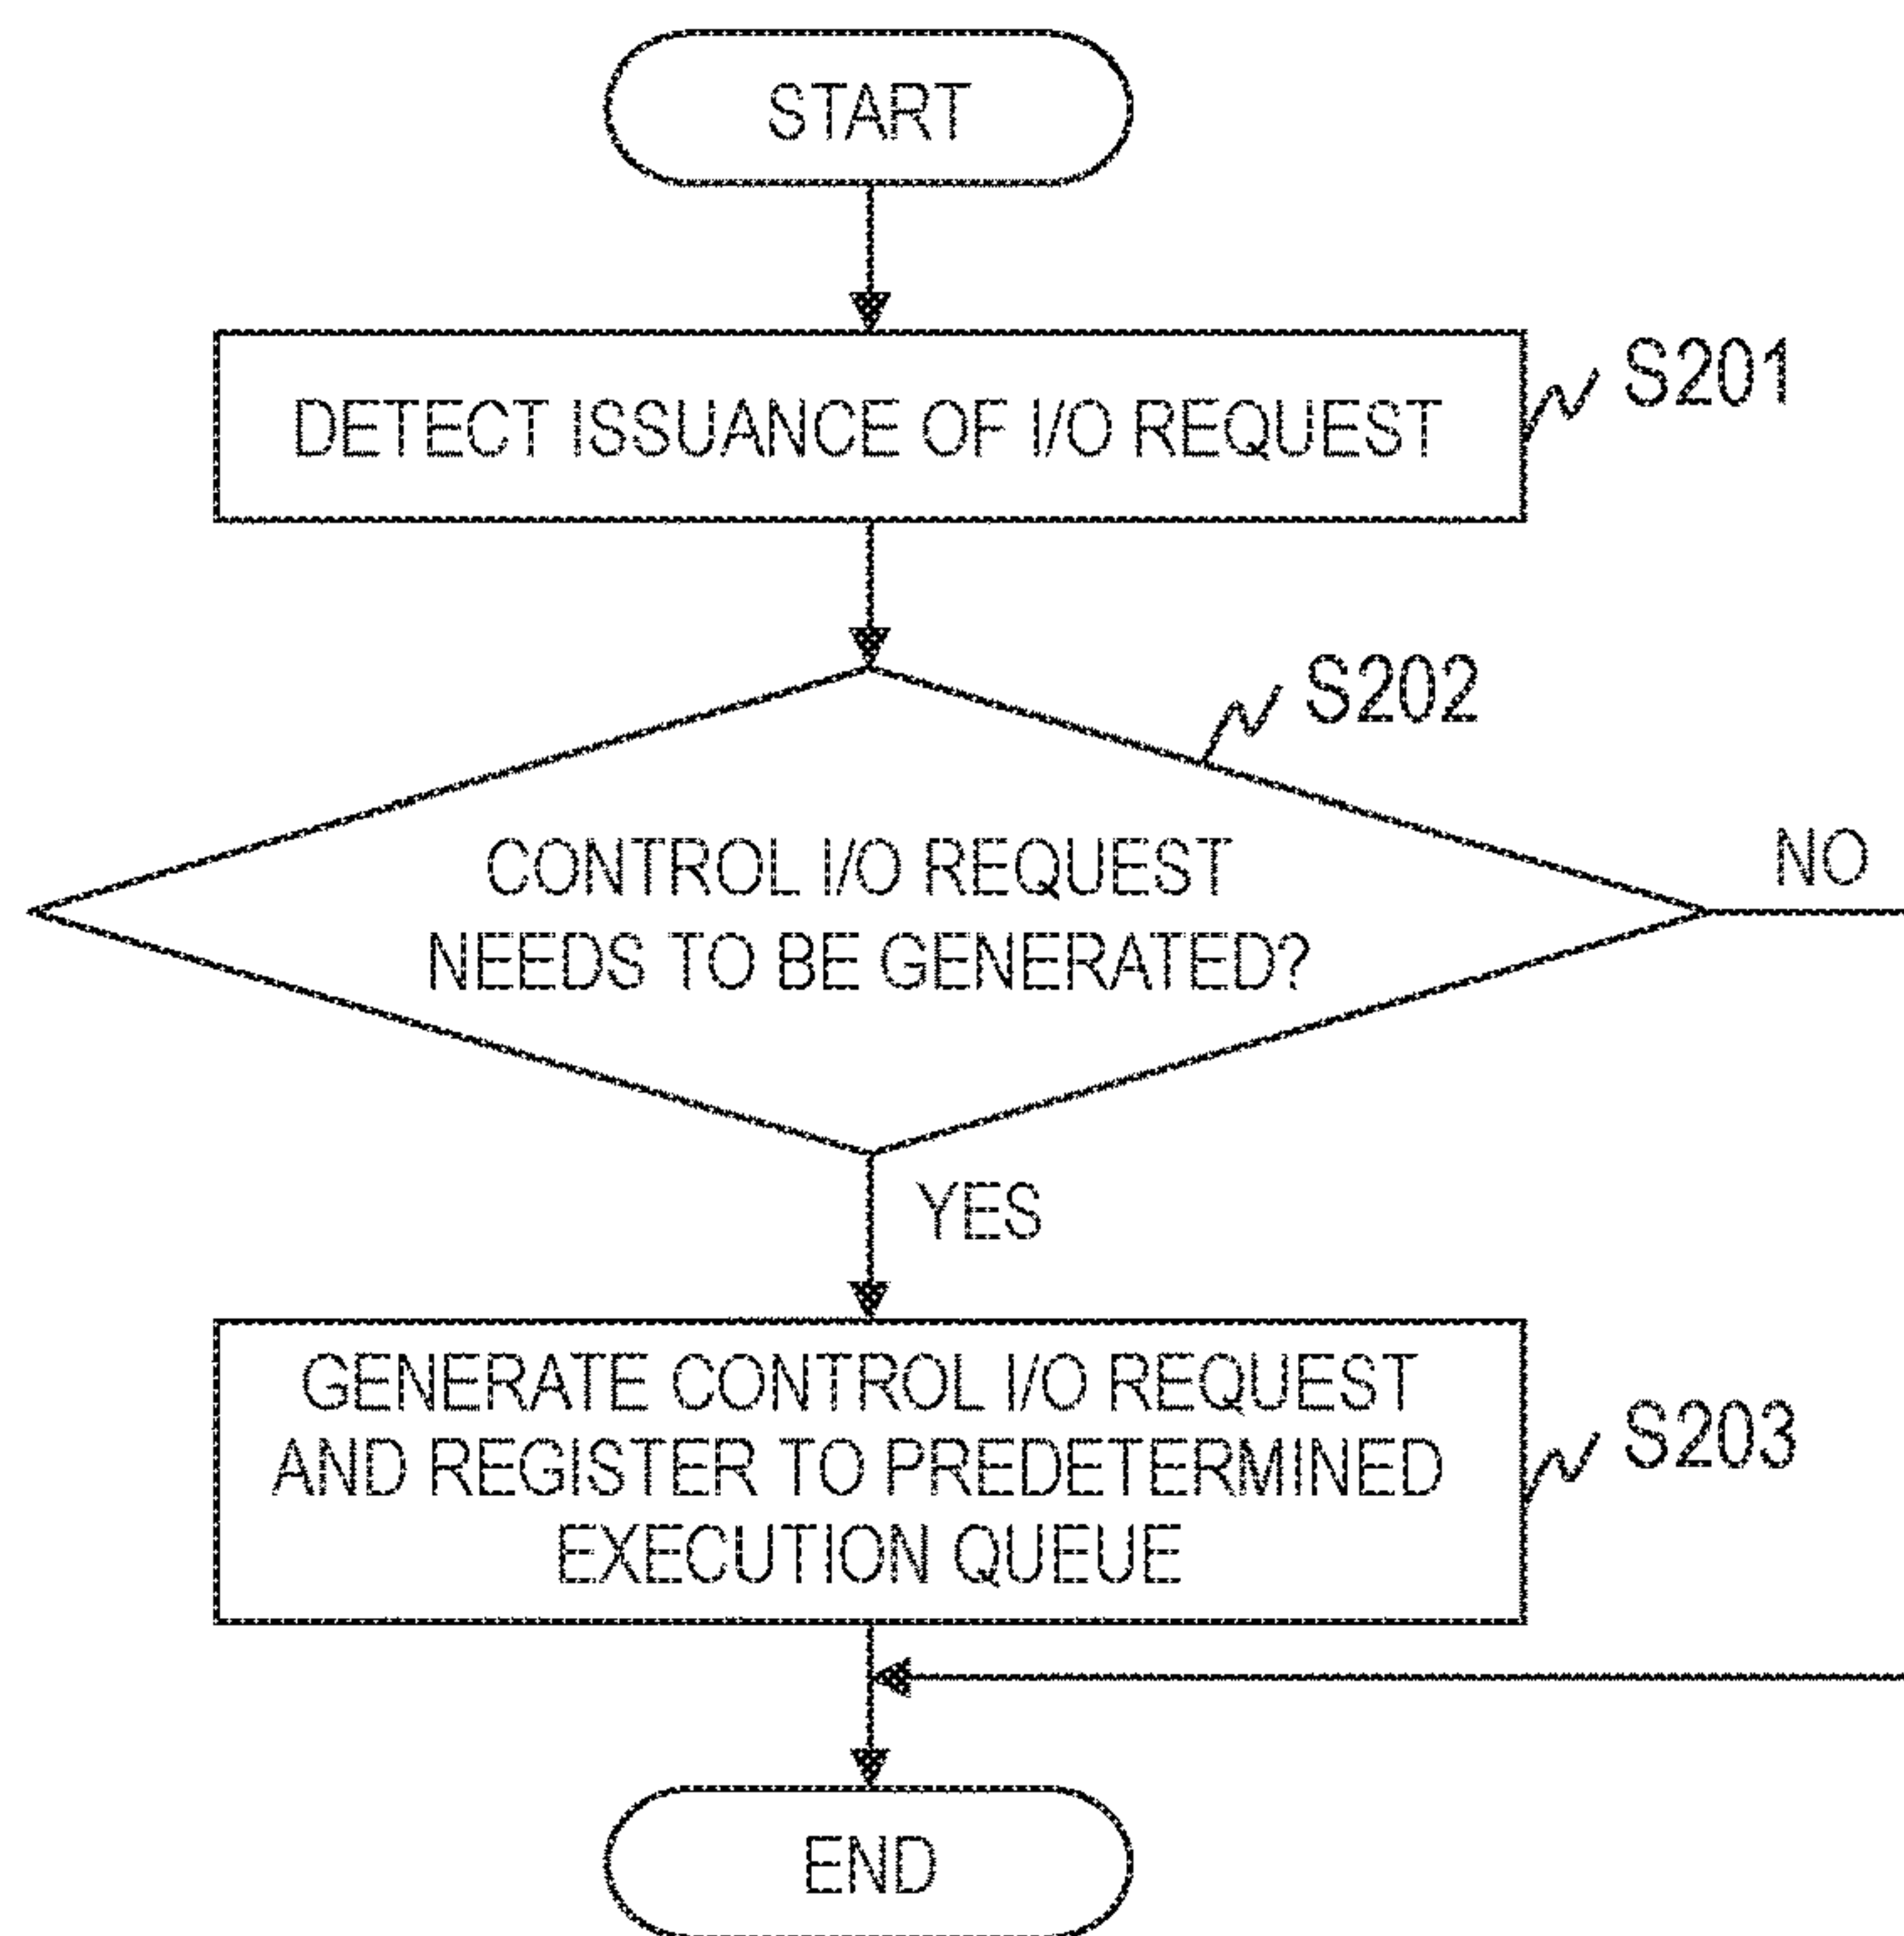 START
DETECT ISSUANCE OF I/O REQUEST
S201
S202
CONTROL I/O REQUEST
NEEDS TO BE GENERATED?
NO
YES
GENERATE CONTROL I/O REQUEST
AND REGISTER TO PREDETERMINED
EXECUTION QUEUE
S203
END